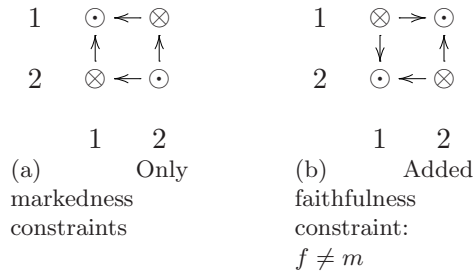 1 ⊙ ← ⊗
2 ⊗ ← ⊙
1 2
(a) Only
markedness
constraints
1 ⊗ → ⊙
2 ⊙ ← ⊗
1 2
(b) Added
faithfulness
constraint:
f ≠ m